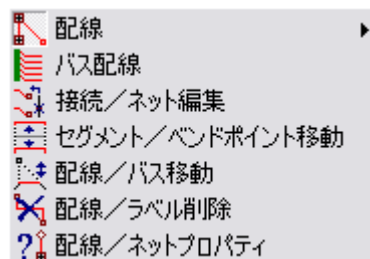 配線
バス配線
接続／ネット編集
セグメント／ベンドポイント移動
配線／バス移動
配線／ラベル削除
配線／ネットプロパティ